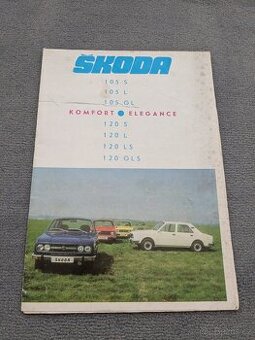 ŠKODA
105 S
105 L
105 GL
KOMFORT ELEGANCE
120 S
120 L
120 LS
120 GLS
ŠKODA